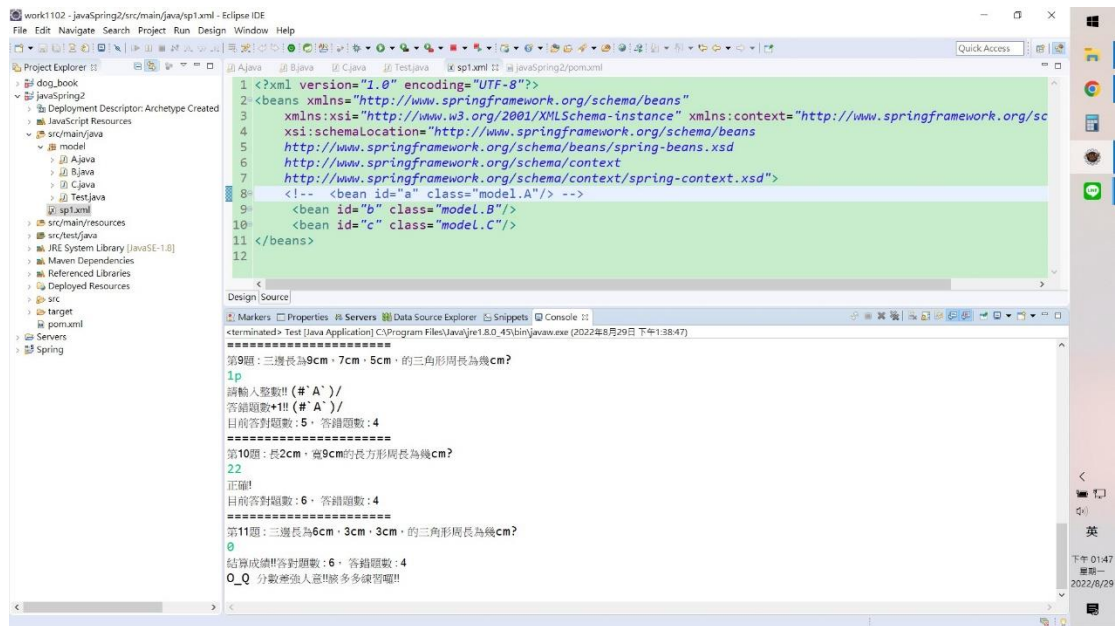 work1102 - javaSpring2/src/main/java/sp1.xml - Eclipse IDE
File Edit Navigate Search Project Run Design Window Help
Quick Access
Project Explorer
A.java B.java C.java Test.java sp1.xml javaSpring2/pom.xml
dog_book
javaSpring2
Deployment Descriptor: Archetype Created
JavaScript Resources
src/main/java
model
A.java
B.java
C.java
Test.java
sp1.xml
src/main/resources
src/test/java
JRE System Library [JavaSE-1.8]
Maven Dependencies
Referenced Libraries
Deployed Resources
src
target
pom.xml
Servers
Spring
1 <?xml version="1.0" encoding="UTF-8"?>
2 <beans xmlns="http://www.springframework.org/schema/beans"
3 xmlns:xsi="http://www.w3.org/2001/XMLSchema-instance" xmlns:context="http://www.springframework.org/sc
4 xsi:schemaLocation="http://www.springframework.org/schema/beans
5 http://www.springframework.org/schema/beans/spring-beans.xsd
6 http://www.springframework.org/schema/context
7 http://www.springframework.org/schema/context/spring-context.xsd">
8 <!-- <bean id="a" class="model.A"/> -->
9 <bean id="b" class="model.B"/>
10 <bean id="c" class="model.C"/>
11 </beans>
12
Design Source
Markers Properties Servers Data Source Explorer Snippets Console
<terminated> Test [Java Application] C:\Program Files\Java\jre1.8.0_45\bin\javaw.exe (2022年8月29日 下午1:38:47)
======================
第9題：三邊長為9cm，7cm，5cm，的三角形周長為幾cm?
1p
請輸入整數!! (#`A`)/
答錯題數+1!! (#`A`)/
目前答對題數：5， 答錯題數：4
======================
第10題：長2cm，寬9cm的長方形周長為幾cm?
22
正確!
目前答對題數：6， 答錯題數：4
======================
第11題：三邊長為6cm，3cm，3cm，的三角形周長為幾cm?
0
結算成績!!答對題數：6， 答錯題數：4
O_Q 分數差強人意!!該多多練習囉!!
LINE
英
下午 01:47
星期一
2022/8/29